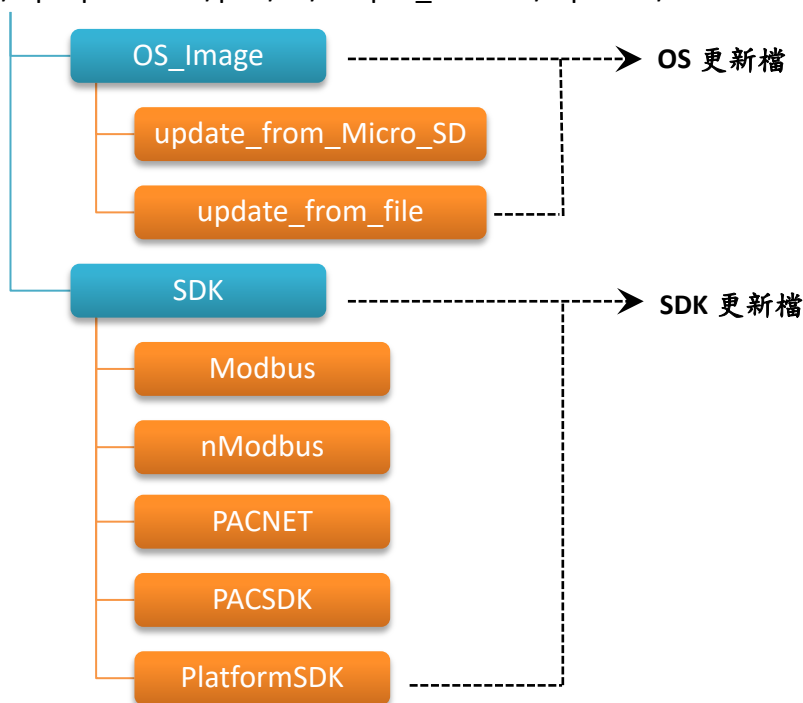 OS_Image
OS 更新檔
update_from_Micro_SD
update_from_file
SDK
SDK 更新檔
Modbus
nModbus
PACNET
PACSDK
PlatformSDK